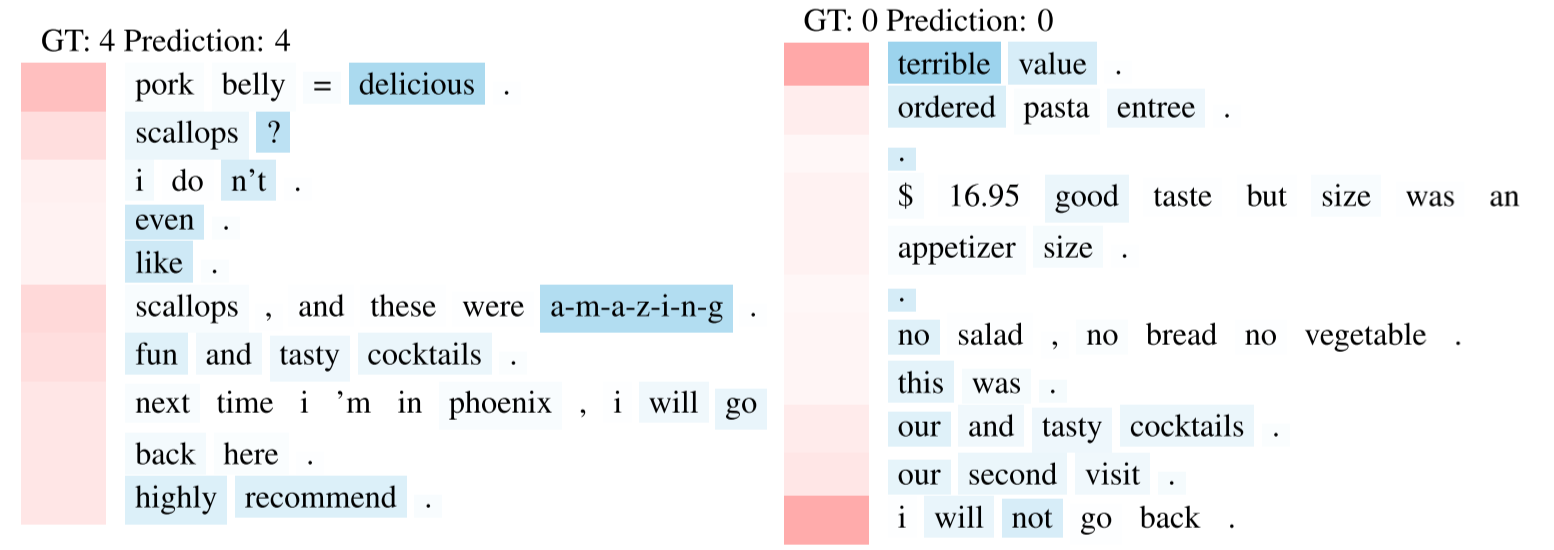 GT: 4 Prediction: 4
pork belly = delicious .
scallops ?
i do n't .
even .
like .
scallops , and these were a-m-a-z-i-n-g .
fun and tasty cocktails .
next time i 'm in phoenix , i will go
back here .
highly recommend .
GT: 0 Prediction: 0
terrible value .
ordered pasta entree .
.
$ 16.95 good taste but size was an
appetizer size .
.
no salad , no bread no vegetable .
this was .
our and tasty cocktails .
our second visit .
i will not go back .